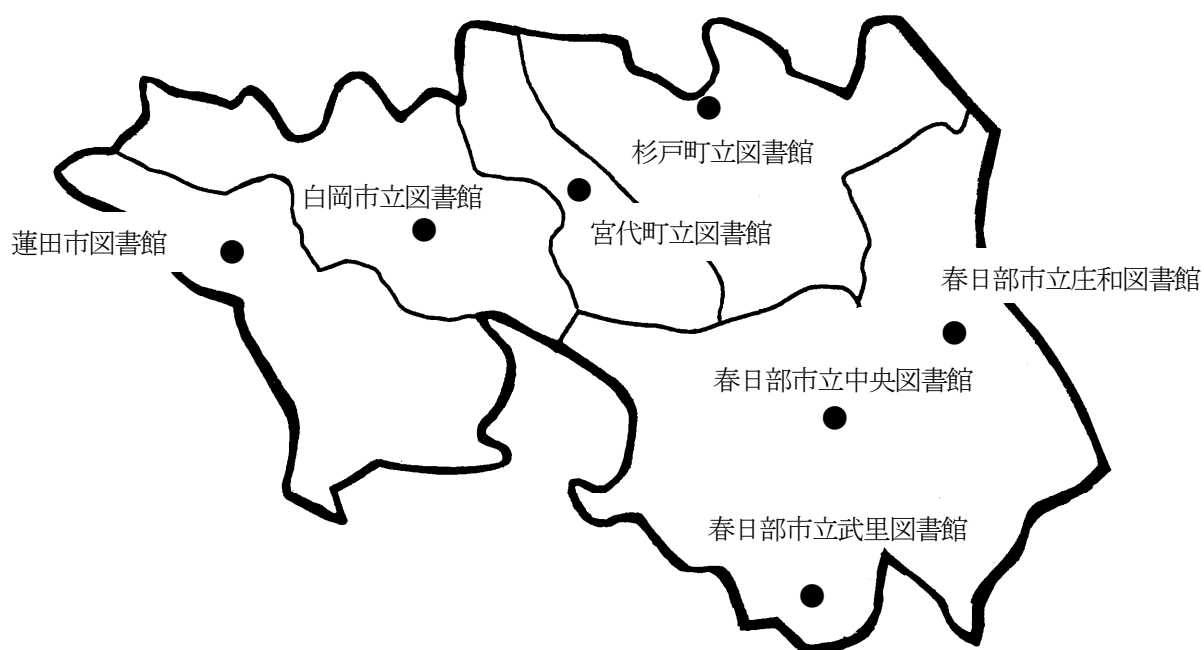 杉戸町立図書館
白岡市立図書館
宮代町立図書館
蓮田市図書館
春日部市立庄和図書館
春日部市立中央図書館
春日部市立武里図書館